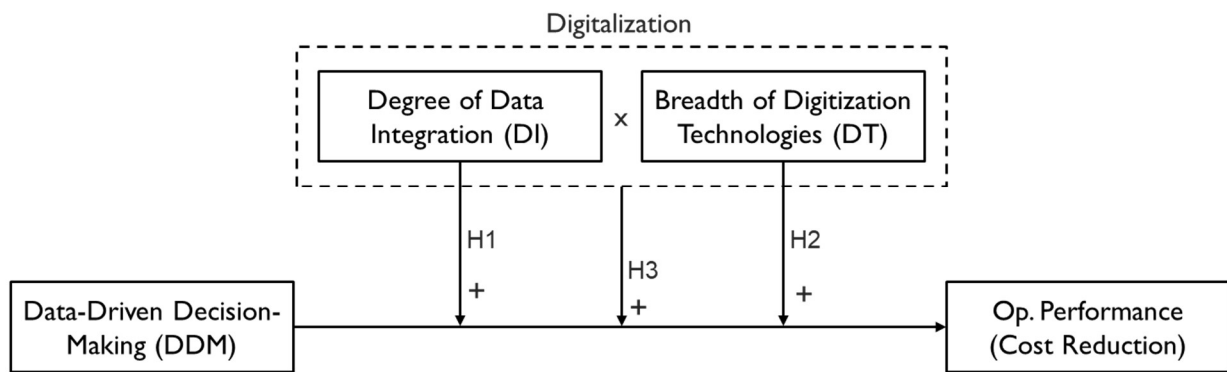 Digitalization
Degree of Data
Integration (DI)
x
Breadth of Digitization
Technologies (DT)
H1
H3
H2
+
+
+
Data-Driven Decision-
Making (DDM)
Op. Performance
(Cost Reduction)